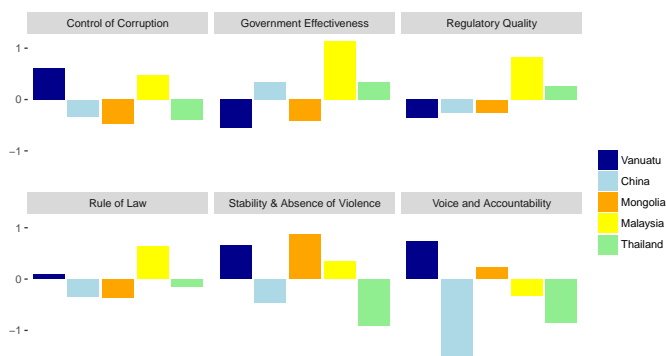 Control of Corruption
Government Effectiveness
Regulatory Quality
1
0
−1
Rule of Law
Stability & Absence of Violence
Voice and Accountability
1
0
−1
Vanuatu
China
Mongolia
Malaysia
Thailand